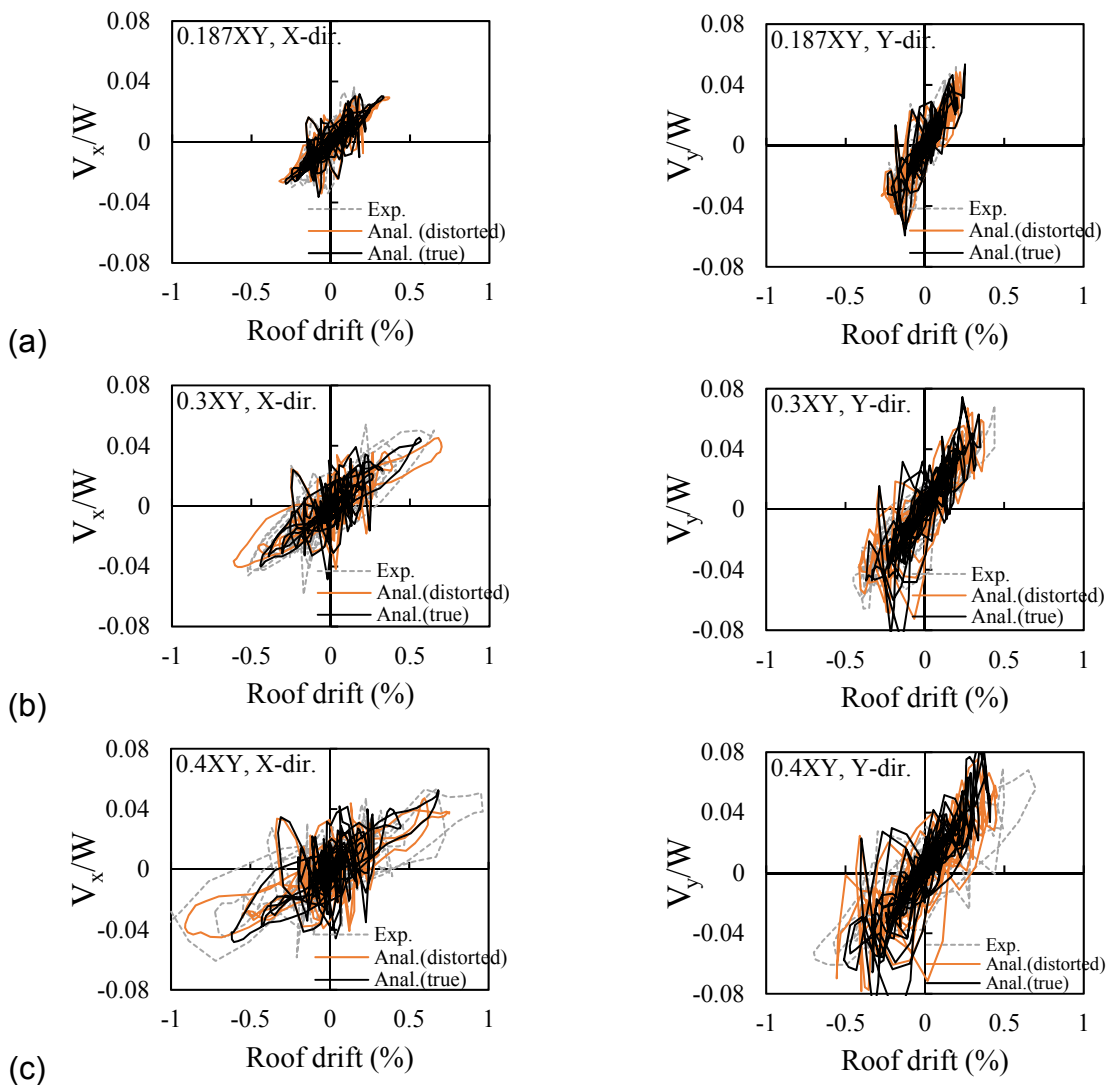 0.187XY, X-dir.
0.08
0.04
0
-0.04
-0.08
Vx/W
Exp.
Anal. (distorted)
Anal. (true)
-1 -0.5 0 0.5 1
Roof drift (%)
0.187XY, Y-dir.
0.08
0.04
0
-0.04
-0.08
Vy/W
Exp.
Anal. (distorted)
Anal.(true)
-1 -0.5 0 0.5 1
Roof drift (%)
(a)
0.3XY, X-dir.
0.08
0.04
0
-0.04
-0.08
Vx/W
Exp.
Anal.(distorted)
Anal.(true)
-1 -0.5 0 0.5 1
Roof drift (%)
0.3XY, Y-dir.
0.08
0.04
0
-0.04
-0.08
Vy/W
Exp.
Anal.(distorted)
Anal.(true)
-1 -0.5 0 0.5 1
Roof drift (%)
(b)
0.4XY, X-dir.
0.08
0.04
0
-0.04
-0.08
Vx/W
Exp.
Anal.(distorted)
Anal.(true)
-1 -0.5 0 0.5 1
Roof drift (%)
0.4XY, Y-dir.
0.08
0.04
0
-0.04
-0.08
Vy/W
Exp.
Anal.(distorted)
Anal.(true)
-1 -0.5 0 0.5 1
Roof drift (%)
(c)